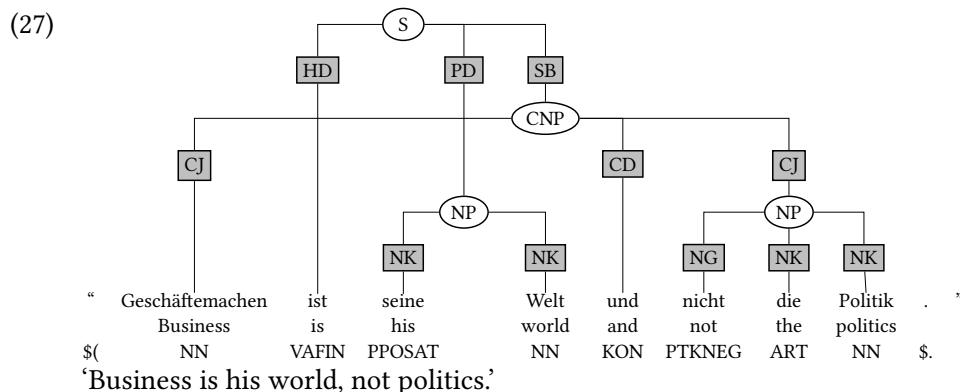 (27)
S
HD PD SB
CNP
CJ CD CJ
NP NP
NK NK NG NK NK
“ Geschäftemachen ist seine Welt und nicht die Politik . ”
Business is his world and not the politics
$( NN VAFIN PPOSAT NN KON PTKNEG ART NN $.
‘Business is his world, not politics.’